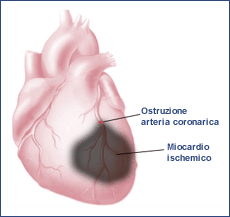 Ostruzione
arteria coronarica
Miocardio
ischemico